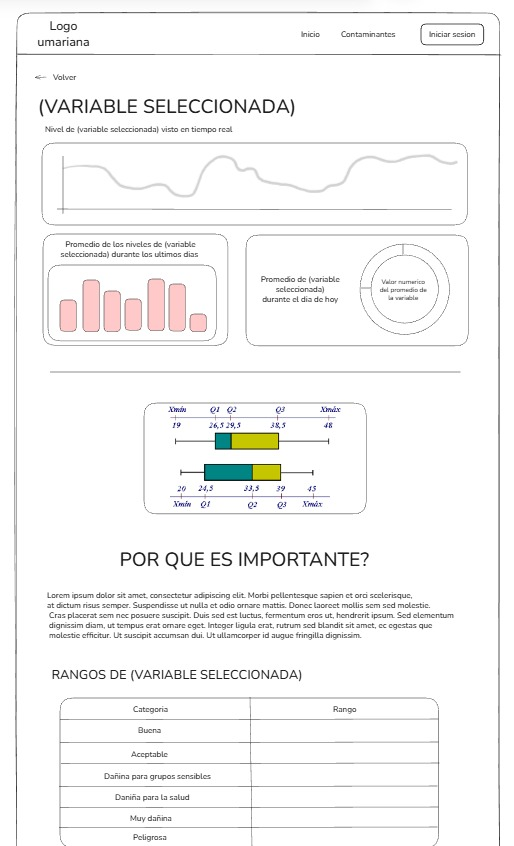 Logo
umariana
Inicio
Contaminantes
Iniciar sesion
Volver
(VARIABLE SELECCIONADA)
Nivel de (variable seleccionada) visto en tiempo real
Promedio de los niveles de (variable
seleccionada) durante los ultimos dias
Promedio de (variable
seleccionada)
durante el dia de hoy
Valor numerico
del promedio de
la variable
Xmín Q1 Q2 Q3 Xmáx
19 26,5 29,5 38,5 48
20 24,5 33,5 39 45
Xmín Q1 Q2 Q3 Xmáx
POR QUE ES IMPORTANTE?
Lorem ipsum dolor sit amet, consectetur adipiscing elit. Morbi pellentesque sapien et orci scelerisque,
at dictum risus semper. Suspendisse ut nulla et odio ornare mattis. Donec laoreet mollis sem sed molestie.
Cras placerat sem nec posuere suscipit. Duis sed est luctus, fermentum eros ut, hendrerit ipsum. Sed elementum
dignissim diam, ut tempus erat ornare eget. Integer ligula erat, rutrum sed blandit sit amet, ec egestas que
molestie efficitur. Ut suscipit accumsan dui. Ut ullamcorper id augue fringilla dignissim.
RANGOS DE (VARIABLE SELECCIONADA)
Categoria Rango
Buena
Aceptable
Dañina para grupos sensibles
Daniña para la salud
Muy dañina
Peligrosa